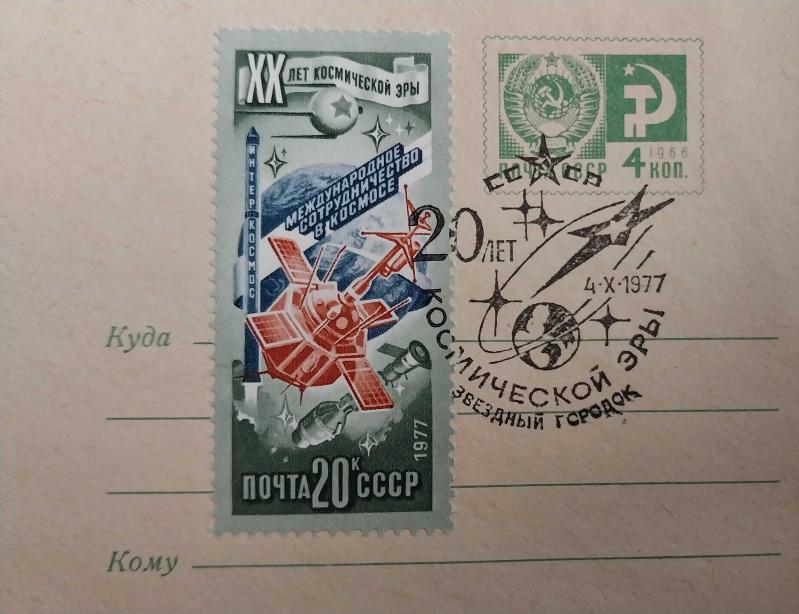 XX ЛЕТ КОСМИЧЕСКОЙ ЭРЫ
ИНТЕРКОСМОС
МЕЖДУНАРОДНОЕ
СОТРУДНИЧЕСТВО
В КОСМОСЕ
1977
ПОЧТА 20 К СССР
1966
ПОЧТА СССР 4 КОП.
СССР
20 ЛЕТ
4·X·1977
КОСМИЧЕСКОЙ ЭРЫ
ЗВЕЗДНЫЙ ГОРОДОК
Куда
Кому